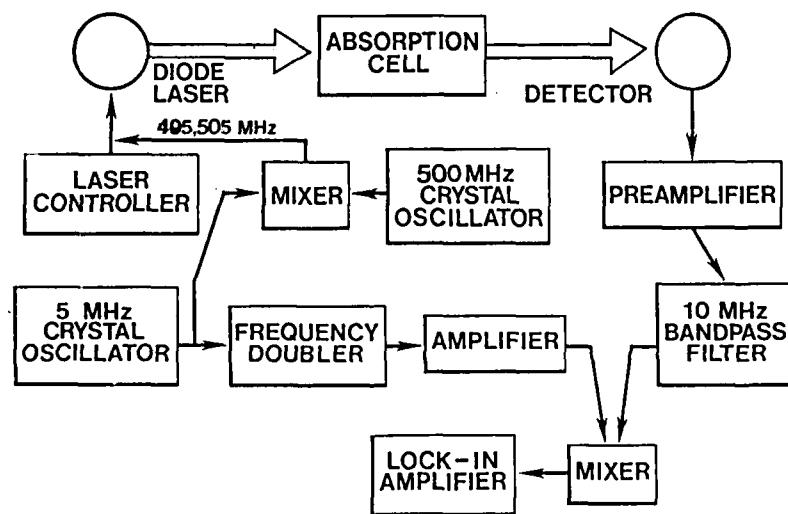 ABSORPTION
CELL
DIODE
LASER
DETECTOR
495,505 MHz
LASER
CONTROLLER
MIXER
500MHz
CRYSTAL
OSCILLATOR
PREAMPLIFIER
5 MHz
CRYSTAL
OSCILLATOR
FREQUENCY
DOUBLER
AMPLIFIER
10 MHz
BANDPASS
FILTER
LOCK-IN
AMPLIFIER
MIXER